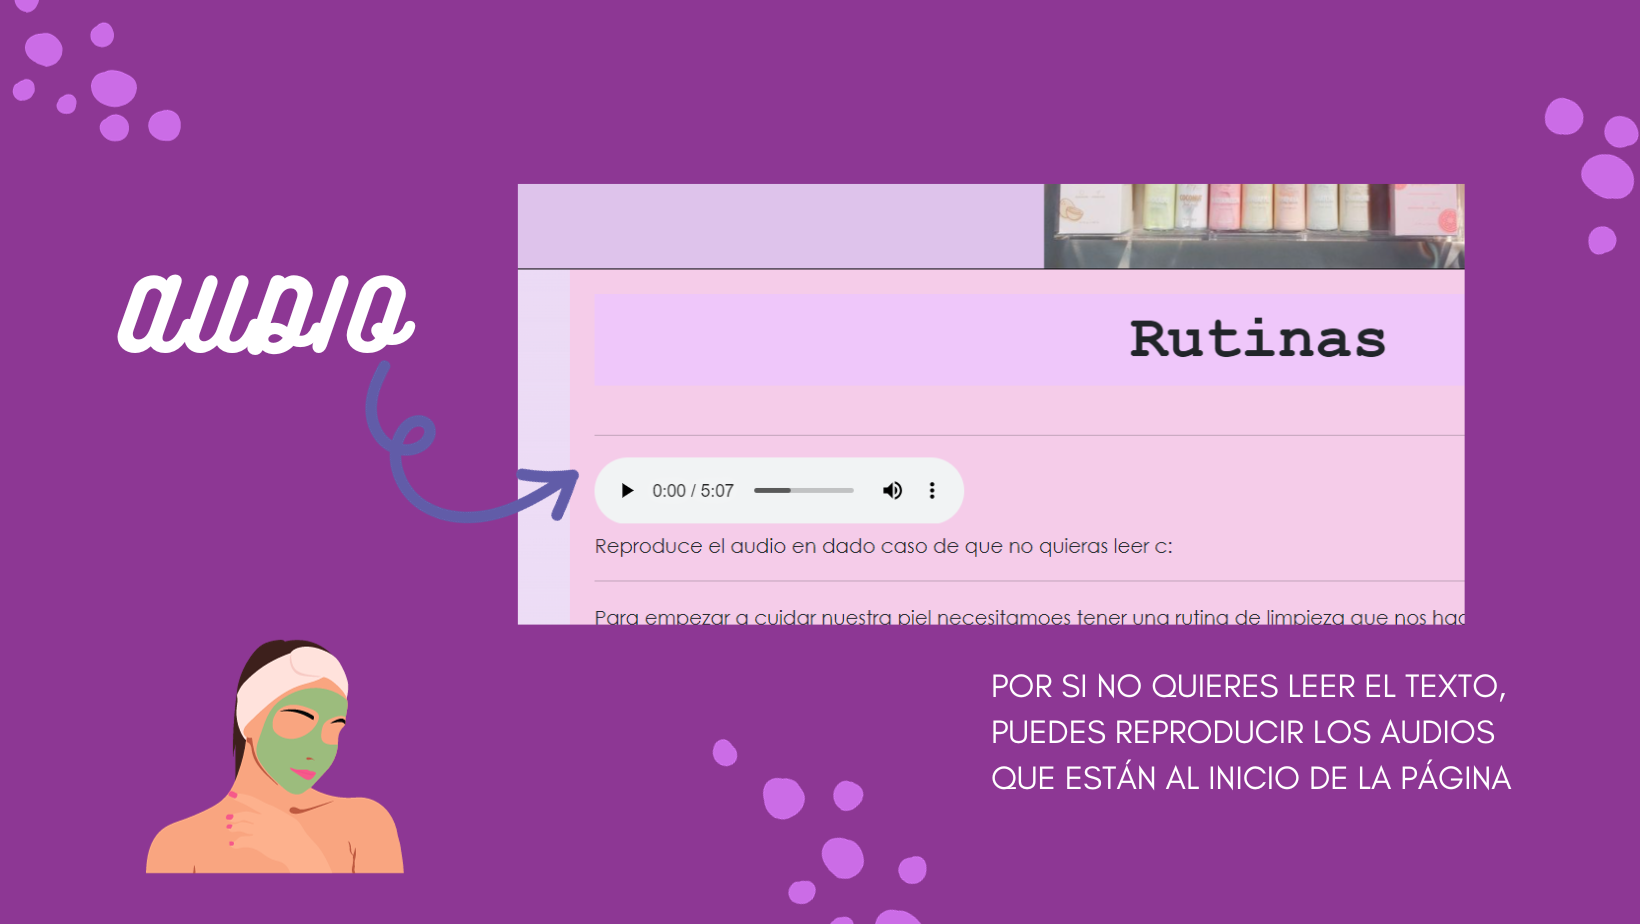 AUDIO
Rutinas
0:00 / 5:07
Reproduce el audio en dado caso de que no quieras leer c:
Para empezar a cuidar nuestra piel necesitamoes tener una rutina de limpieza que nos hac
POR SI NO QUIERES LEER EL TEXTO,
PUEDES REPRODUCIR LOS AUDIOS
QUE ESTÁN AL INICIO DE LA PÁGINA